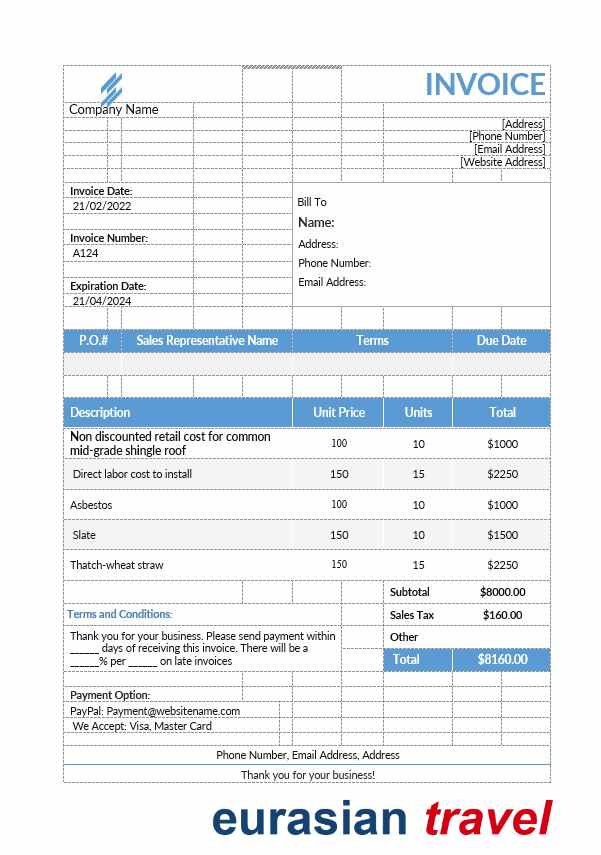 INVOICE
Company Name
[Address]
[Phone Number]
[Email Address]
[Website Address]
Invoice Date:
21/02/2022
Invoice Number:
A124
Expiration Date:
21/04/2024
Bill To
Name:
Address:
Phone Number:
Email Address:
P.O.# Sales Representative Name Terms Due Date
Description Unit Price Units Total
Non discounted retail cost for common
mid-grade shingle roof 100 10 $1000
Direct labor cost to install 150 15 $2250
Asbestos 100 10 $1000
Slate 150 10 $1500
Thatch-wheat straw 150 15 $2250
Subtotal $8000.00
Sales Tax $160.00
Other
Total $8160.00
Terms and Conditions:
Thank you for your business. Please send payment within
______ days of receiving this invoice. There will be a
______% per ______ on late invoices
Payment Option:
PayPal: Payment@websitename.com
We Accept: Visa, Master Card
Phone Number, Email Address, Address
Thank you for your business!
eurasian travel